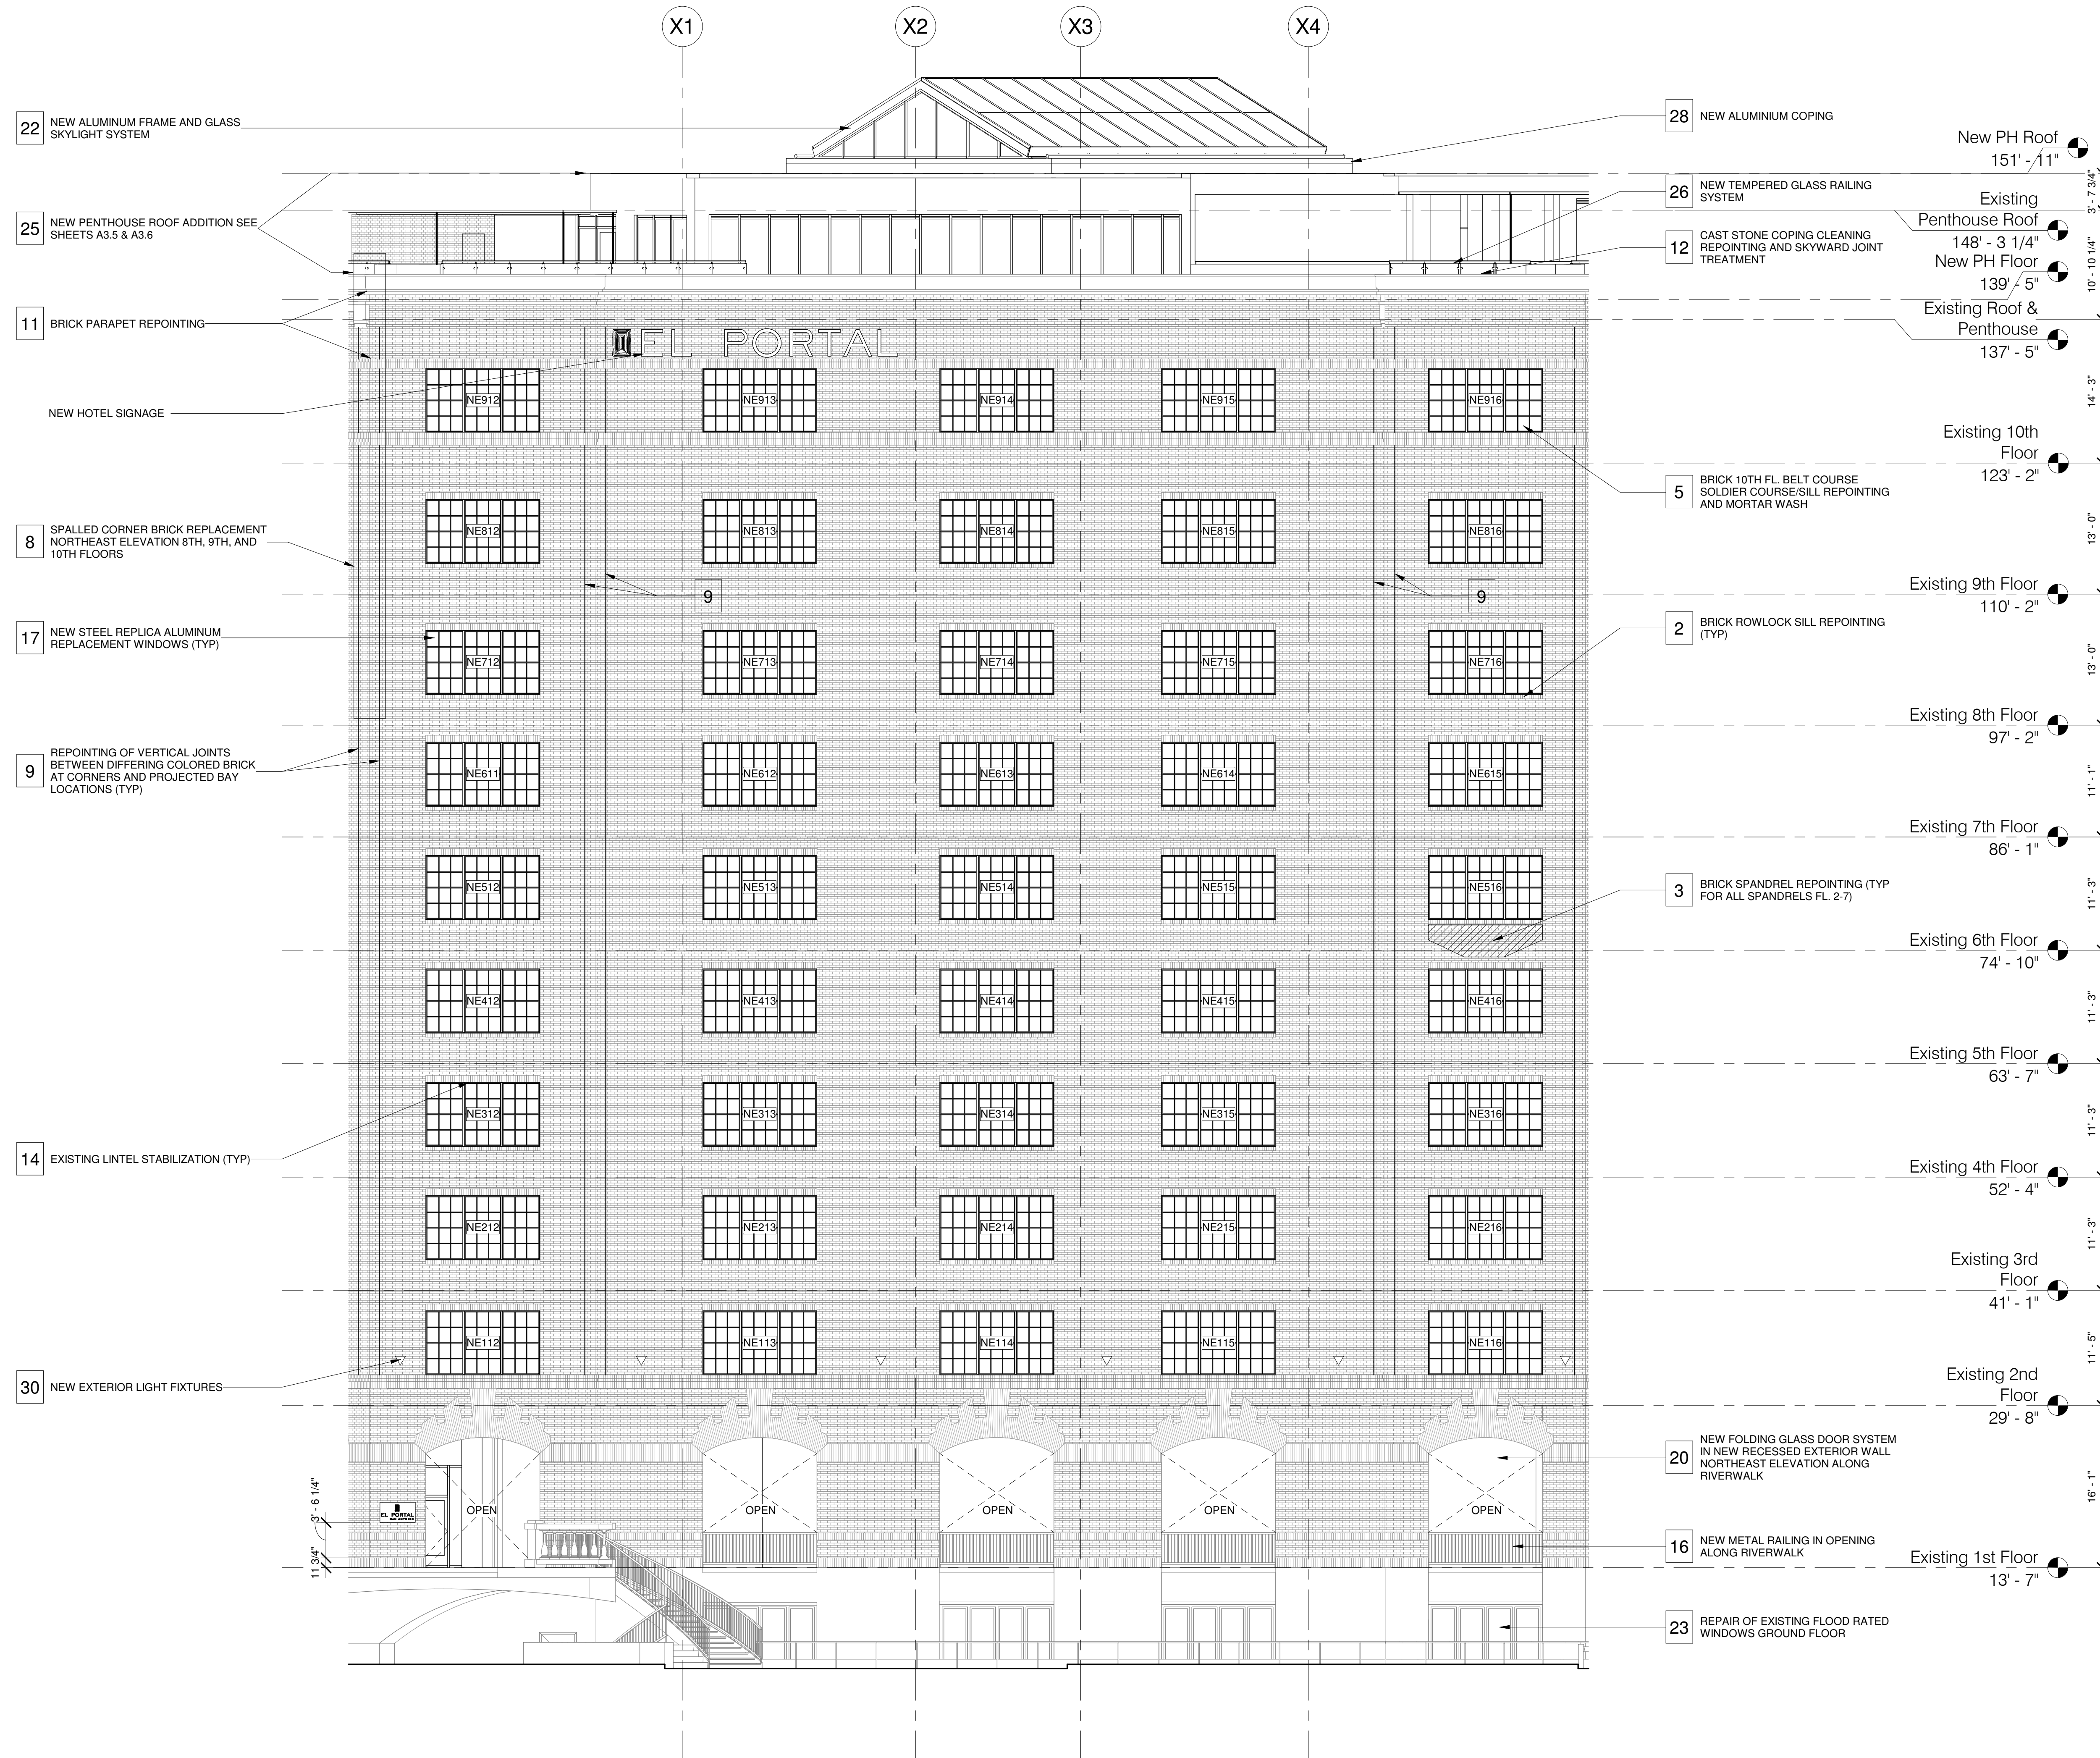 X1
X2
X3
X4
22
NEW ALUMINUM FRAME AND GLASS
SKYLIGHT SYSTEM
25
NEW PENTHOUSE ROOF ADDITION SEE
SHEETS A3.5 & A3.6
11
BRICK PARAPET REPOINTING
NEW HOTEL SIGNAGE
8
SPALLED CORNER BRICK REPLACEMENT
NORTHEAST ELEVATION 8TH, 9TH, AND
10TH FLOORS
17
NEW STEEL REPLICA ALUMINUM
REPLACEMENT WINDOWS (TYP)
9
REPOINTING OF VERTICAL JOINTS
BETWEEN DIFFERING COLORED BRICK
AT CORNERS AND PROJECTED BAY
LOCATIONS (TYP)
14
EXISTING LINTEL STABILIZATION (TYP)
30
NEW EXTERIOR LIGHT FIXTURES
3' - 6 1/4"
11 3/4"
EL PORTAL
NE912
NE913
NE914
NE915
NE916
NE812
NE813
NE814
NE815
NE816
9
9
NE712
NE713
NE714
NE715
NE716
NE611
NE612
NE613
NE614
NE615
NE512
NE513
NE514
NE515
NE516
NE412
NE413
NE414
NE415
NE416
NE312
NE313
NE314
NE315
NE316
NE212
NE213
NE214
NE215
NE216
NE112
NE113
NE114
NE115
NE116
EL PORTAL
OPEN
OPEN
OPEN
OPEN
OPEN
28
NEW ALUMINIUM COPING
26
NEW TEMPERED GLASS RAILING
SYSTEM
12
CAST STONE COPING CLEANING
REPOINTING AND SKYWARD JOINT
TREATMENT
5
BRICK 10TH FL. BELT COURSE
SOLDIER COURSE/SILL REPOINTING
AND MORTAR WASH
2
BRICK ROWLOCK SILL REPOINTING
(TYP)
3
BRICK SPANDREL REPOINTING (TYP
FOR ALL SPANDRELS FL. 2-7)
20
NEW FOLDING GLASS DOOR SYSTEM
IN NEW RECESSED EXTERIOR WALL
NORTHEAST ELEVATION ALONG
RIVERWALK
16
NEW METAL RAILING IN OPENING
ALONG RIVERWALK
23
REPAIR OF EXISTING FLOOD RATED
WINDOWS GROUND FLOOR
New PH Roof
151' - 11"
Existing
Penthouse Roof
148' - 3 1/4"
New PH Floor
139' - 5"
Existing Roof &
Penthouse
137' - 5"
Existing 10th
Floor
123' - 2"
Existing 9th Floor
110' - 2"
Existing 8th Floor
97' - 2"
Existing 7th Floor
86' - 1"
Existing 6th Floor
74' - 10"
Existing 5th Floor
63' - 7"
Existing 4th Floor
52' - 4"
Existing 3rd
Floor
41' - 1"
Existing 2nd
Floor
29' - 8"
Existing 1st Floor
13' - 7"
3' - 7 3/4"
10' - 10 1/4"
14' - 3"
13' - 0"
13' - 0"
11' - 1"
11' - 3"
11' - 3"
11' - 3"
11' - 3"
11' - 5"
16' - 1"